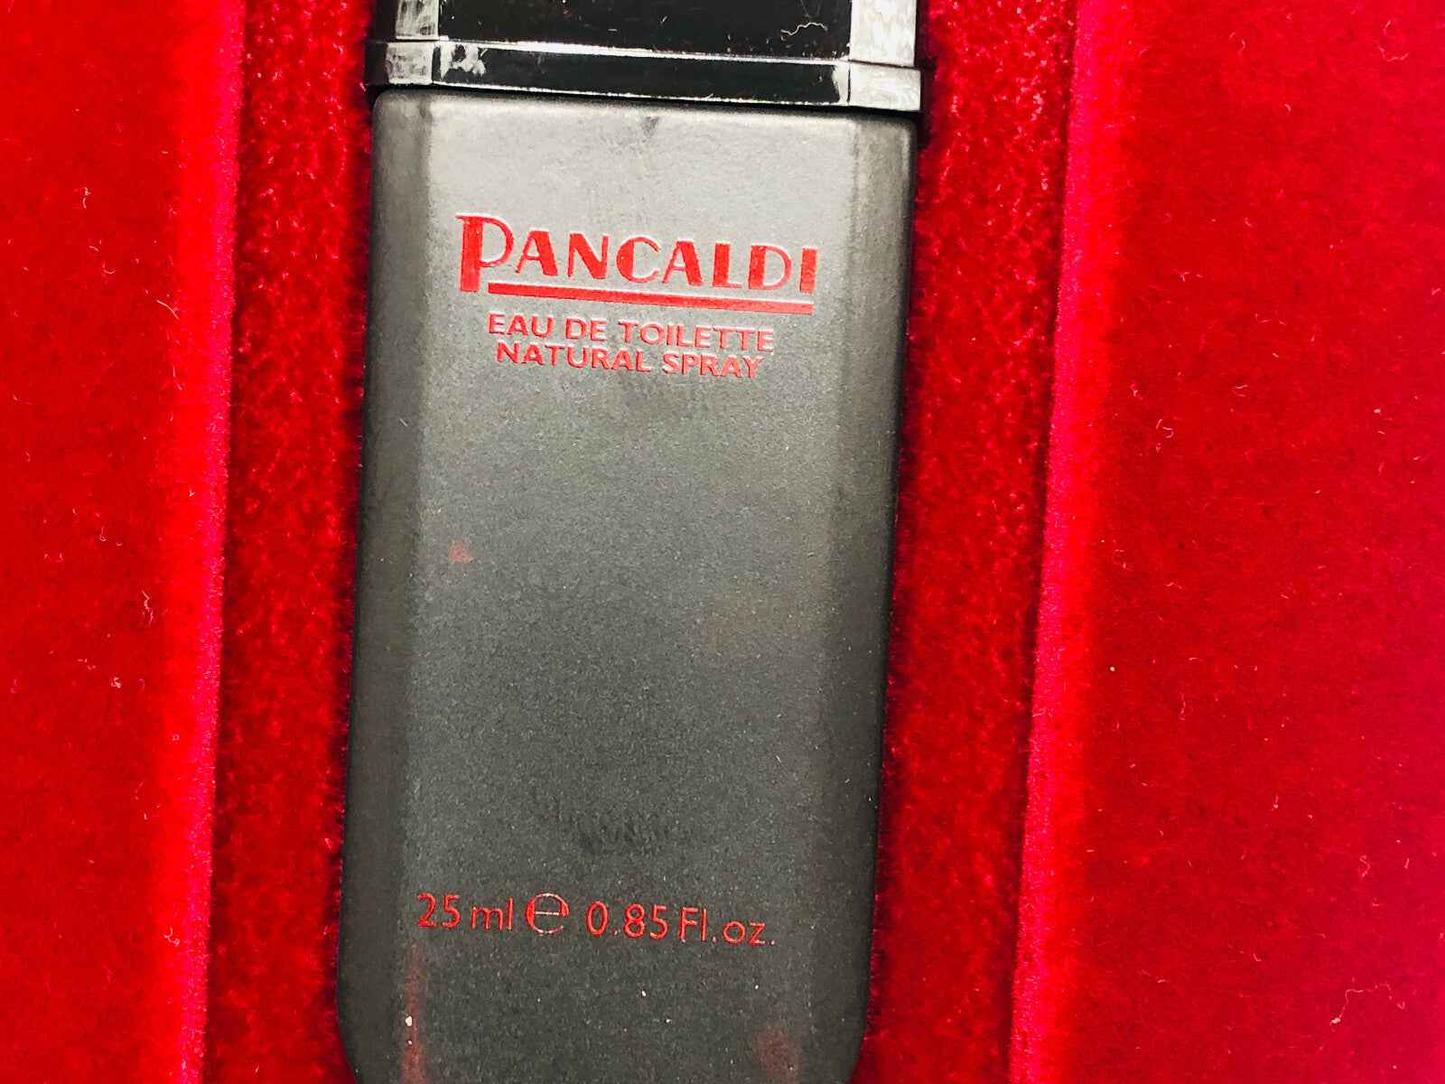 PANCALDI
EAU DE TOILETTE
NATURAL SPRAY
25 ml ℮ 0.85 Fl.oz.